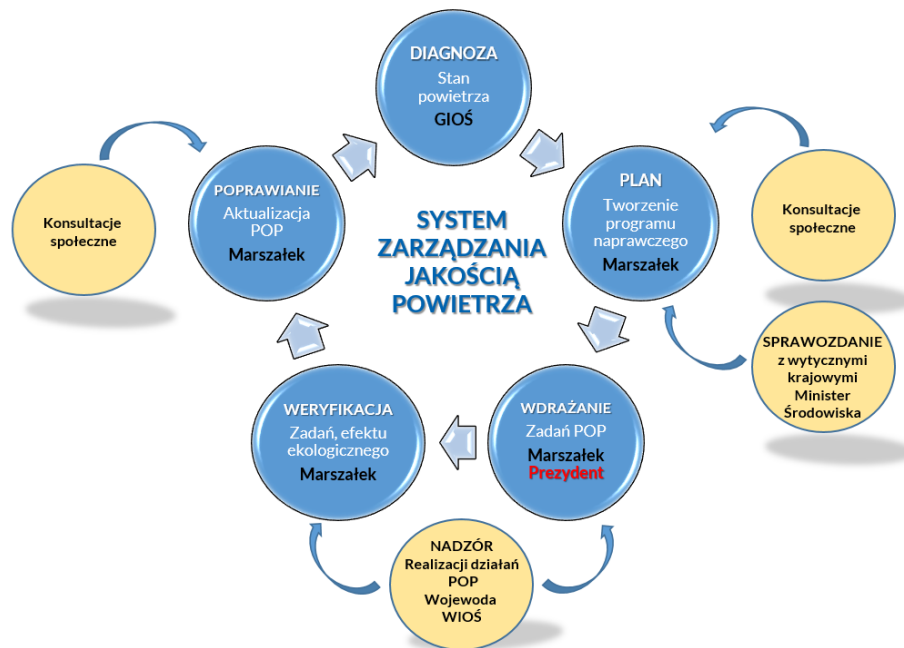 DIAGNOZA
Stan
powietrza
GIOŚ
PLAN
Tworzenie
programu
naprawczego
Marszałek
Konsultacje
społeczne
SPRAWOZDANIE
z wytycznymi
krajowymi
Minister
Środowiska
WDRAŻANIE
Zadań POP
Marszałek
Prezydent
NADZÓR
Realizacji działań
POP
Wojewoda
WIOŚ
WERYFIKACJA
Zadań, efektu
ekologicznego
Marszałek
POPRAWIANIE
Aktualizacja
POP
Marszałek
Konsultacje
społeczne
SYSTEM
ZARZĄDZANIA
JAKOŚCIĄ
POWIETRZA